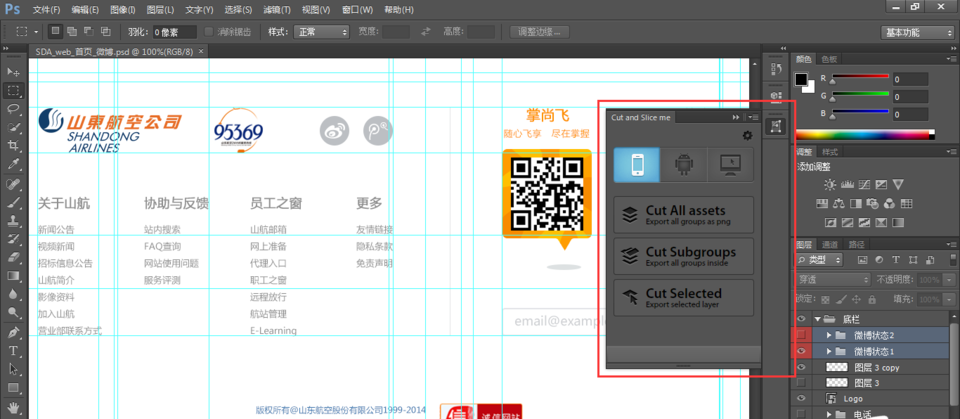 Ps 文件(F) 编辑(E) 图像(I) 图层(L) 文字(Y) 选择(S) 滤镜(T) 视图(V) 窗口(W) 帮助(H)
羽化: 0 像素 消除锯齿 样式: 正常 宽度: 高度: 调整边缘... 基本功能
SDA_web_首页_微博.psd @ 100%(RGB/8) ×
山東航空公司
SHANDONG
AIRLINES
95369
掌尚飞
随心飞享 尽在掌握
关于山航 协助与反馈 员工之窗 更多
新闻公告 站内搜索 山航邮箱 友情链接
视频新闻 FAQ查询 网上准备 隐私条款
招标信息公告 网站使用问题 代理入口 免责声明
山航简介 服务评测 职工之窗
影像资料 远程放行
加入山航 航站管理
营业部联系方式 E-Learning
email@example
版权所有@山东航空股份有限公司1999-2014
诚信网站
Cut and Slice me
Cut All assets
Export all groups as png
Cut Subgroups
Export all groups inside
Cut Selected
Export selected layer
颜色 色板
R 0
G 0
B 0
调整 样式
添加调整
图层 通道 路径
类型
穿透 不透明度: 100%
锁定: 填充: 100%
底栏
微博状态2
微博状态1
图层 3 copy
图层 3
Logo
电话